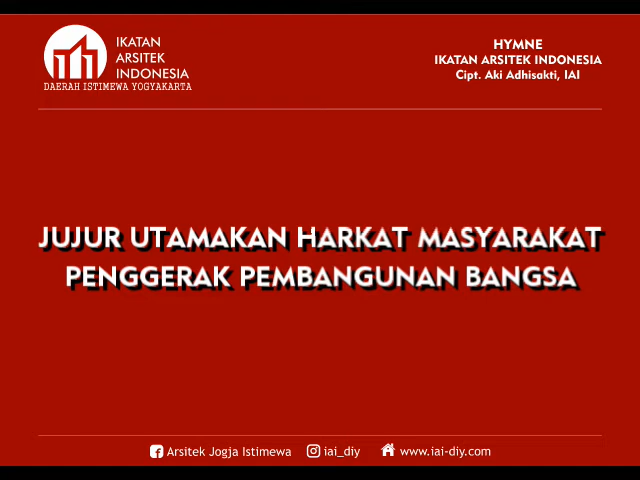 IKATAN
ARSITEK
INDONESIA
DAERAH ISTIMEWA YOGYAKARTA
HYMNE
IKATAN ARSITEK INDONESIA
Cipt. Aki Adhisakti, IAI
JUJUR UTAMAKAN HARKAT MASYARAKAT
PENGGERAK PEMBANGUNAN BANGSA
Arsitek Jogja Istimewa iai_diy www.iai-diy.com